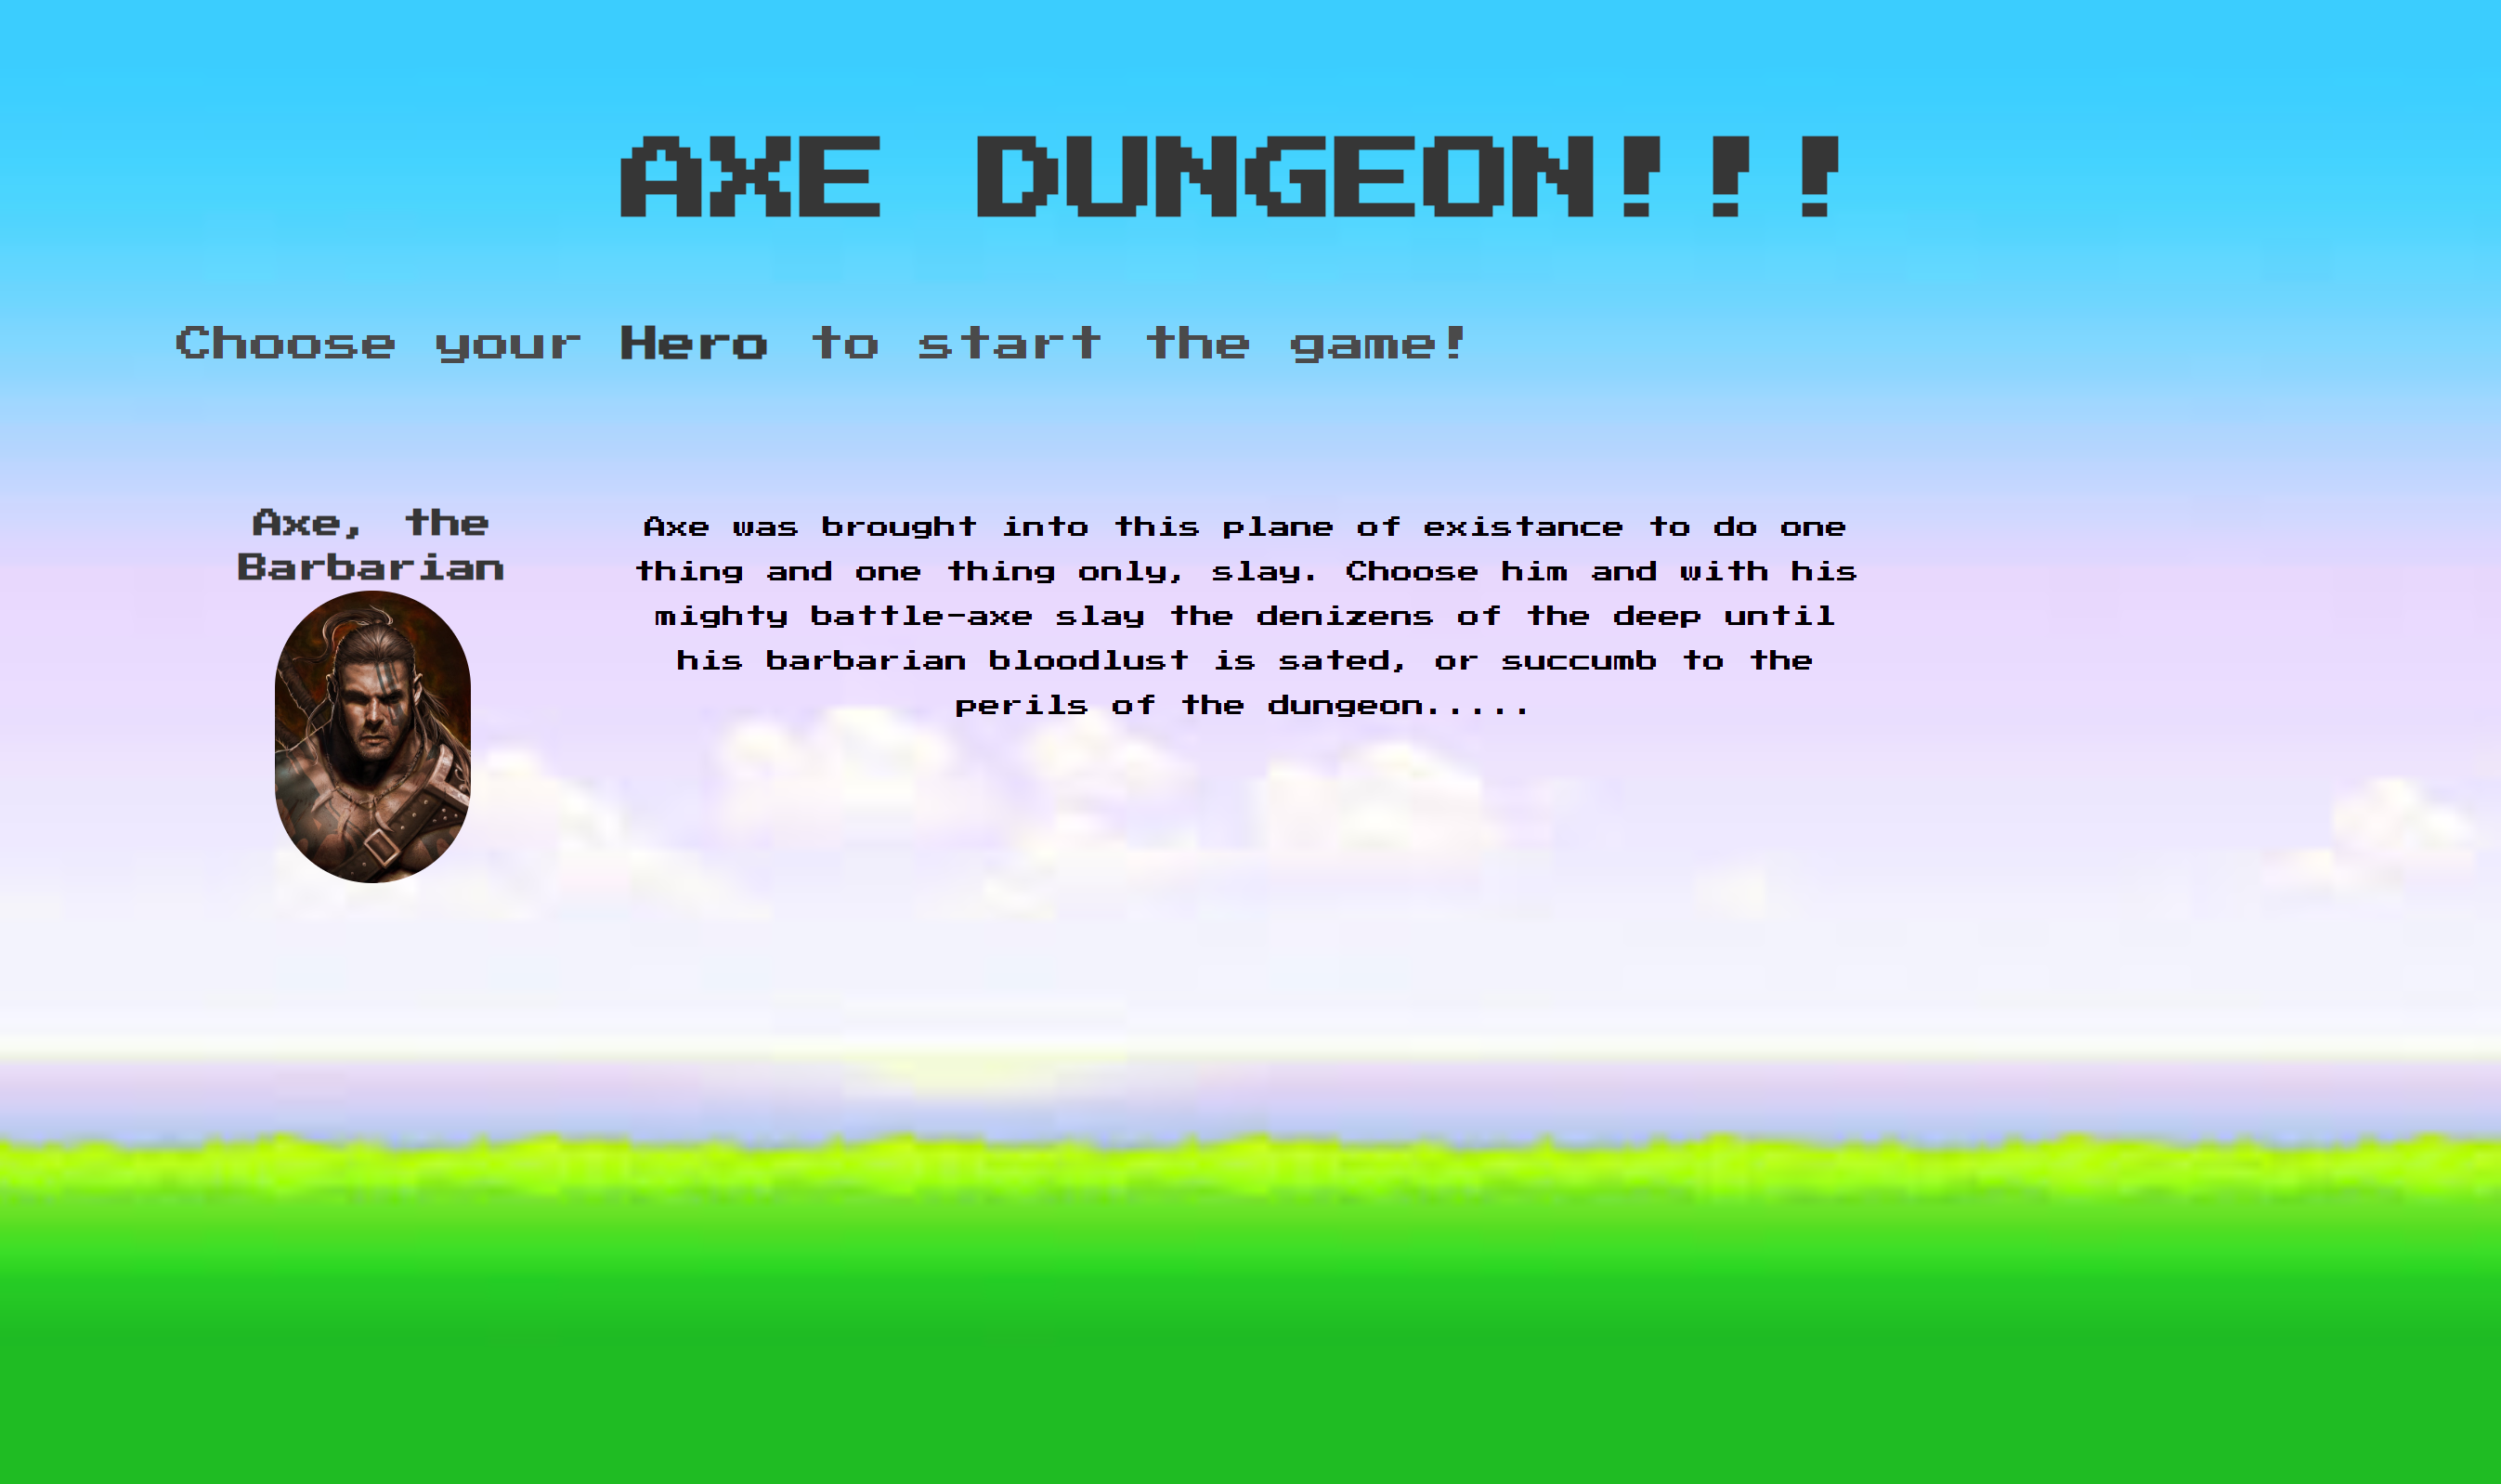 AXE DUNGEON!!!
Choose your Hero to start the game!
Axe, the
Barbarian
Axe was brought into this plane of existance to do one
thing and one thing only, slay. Choose him and with his
mighty battle-axe slay the denizens of the deep until
his barbarian bloodlust is sated, or succumb to the
perils of the dungeon.....